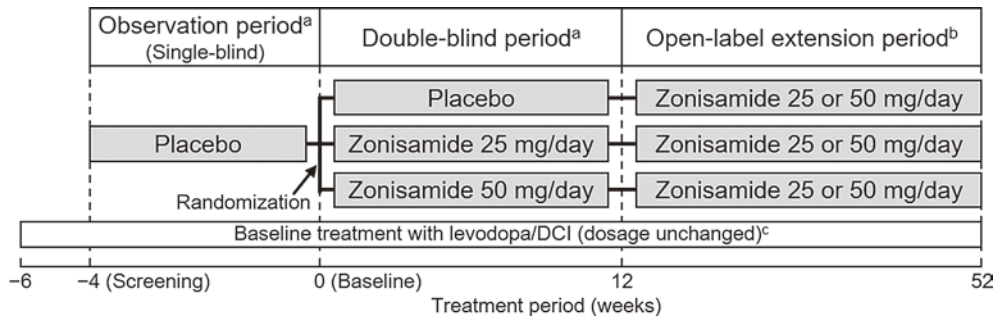 Observation periodᵃ
(Single-blind)
Double-blind periodᵃ
Open-label extension periodᵇ
Placebo
Zonisamide 25 or 50 mg/day
Placebo
Zonisamide 25 mg/day
Zonisamide 25 or 50 mg/day
Zonisamide 50 mg/day
Zonisamide 25 or 50 mg/day
Randomization
Baseline treatment with levodopa/DCI (dosage unchanged)ᶜ
−6
−4 (Screening)
0 (Baseline)
12
52
Treatment period (weeks)